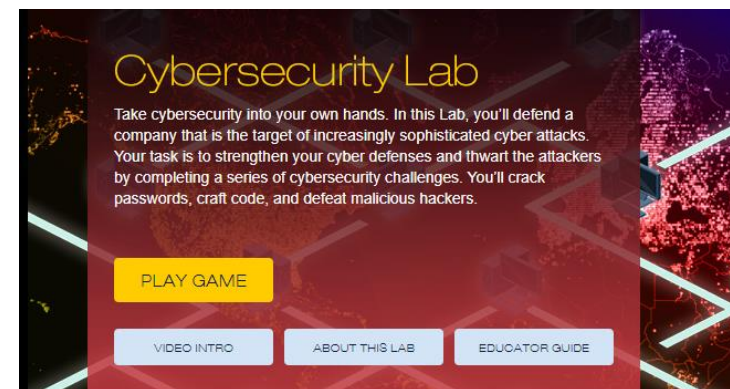 Cybersecurity Lab
Take cybersecurity into your own hands. In this Lab, you'll defend a
company that is the target of increasingly sophisticated cyber attacks.
Your task is to strengthen your cyber defenses and thwart the attackers
by completing a series of cybersecurity challenges. You'll crack
passwords, craft code, and defeat malicious hackers.
PLAY GAME
VIDEO INTRO
ABOUT THIS LAB
EDUCATOR GUIDE